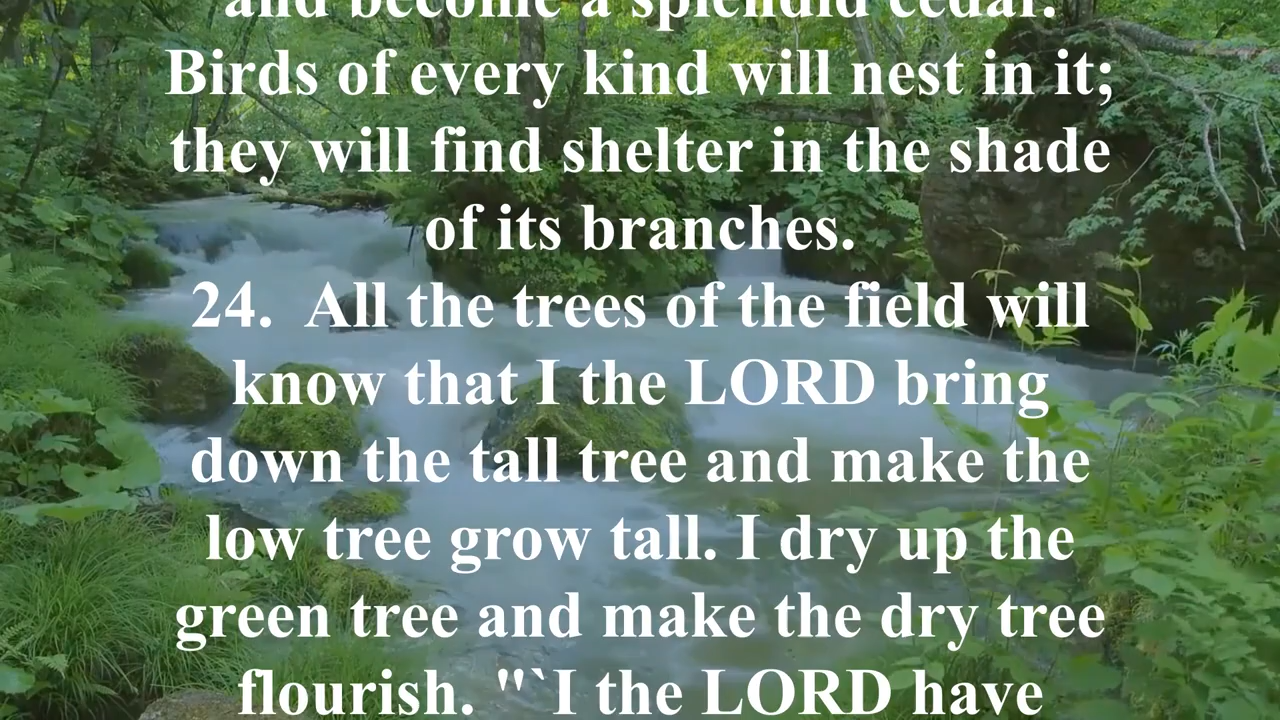 and become a splendid cedar.
Birds of every kind will nest in it;
they will find shelter in the shade
of its branches.
24.  All the trees of the field will
know that I the LORD bring
down the tall tree and make the
low tree grow tall. I dry up the
green tree and make the dry tree
flourish. "`I the LORD have